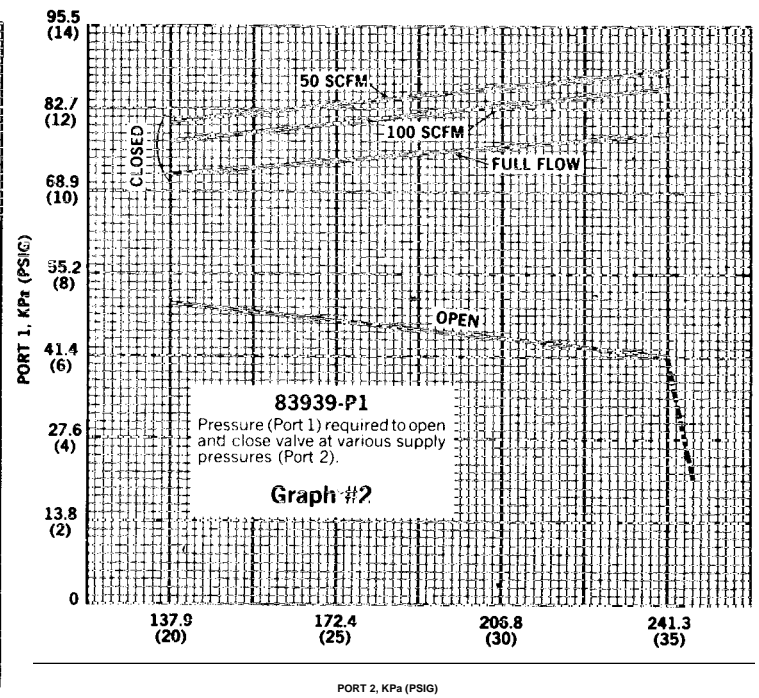 95.5
(14)
82.7
(12)
68.9
(10)
55.2
(8)
41.4
(6)
27.6
(4)
13.8
(2)
0
PORT 1, KPa (PSIG)
CLOSED
50 SCFM
100 SCFM
FULL FLOW
OPEN
83939-P1
Pressure (Port 1) required to open
and close valve at various supply
pressures (Port 2).
Graph #2
137.9
(20)
172.4
(25)
206.8
(30)
241.3
(35)
PORT 2, KPa (PSIG)